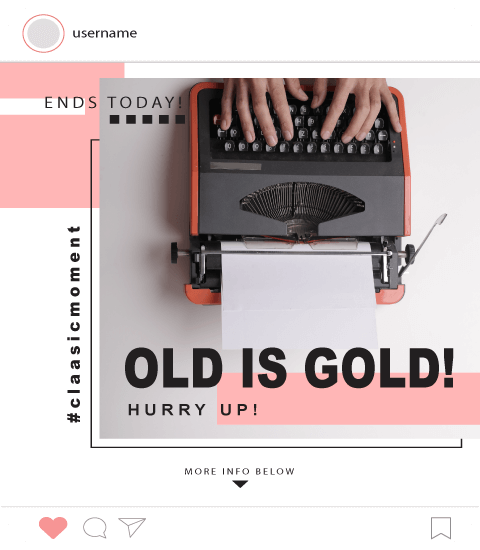 username
ENDS TODAY!
#claasicmoment
OLD IS GOLD!
HURRY UP!
MORE INFO BELOW